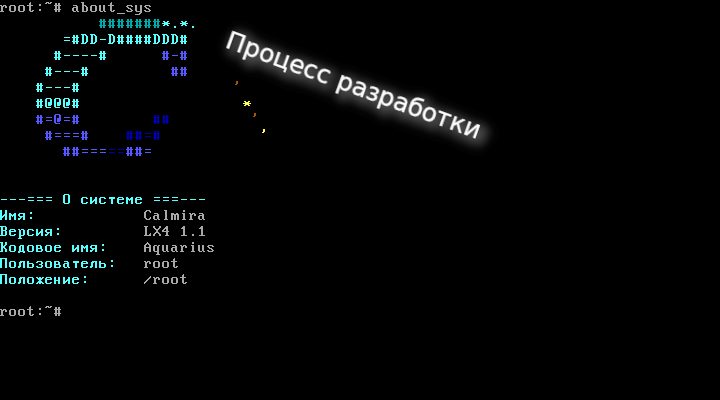 root:~# about_sys
#######*.*.
=#DD-D####DDD#
#----# #-#
#---# ##
#---#
#@@@#
#=@=# ##
#===# ##-#
##===--##=
Процесс разработки
---=== О системе ===---
Имя: Calmira
Версия: LX4 1.1
Кодовое имя: Aquarius
Пользователь: root
Положение: /root
root:~#